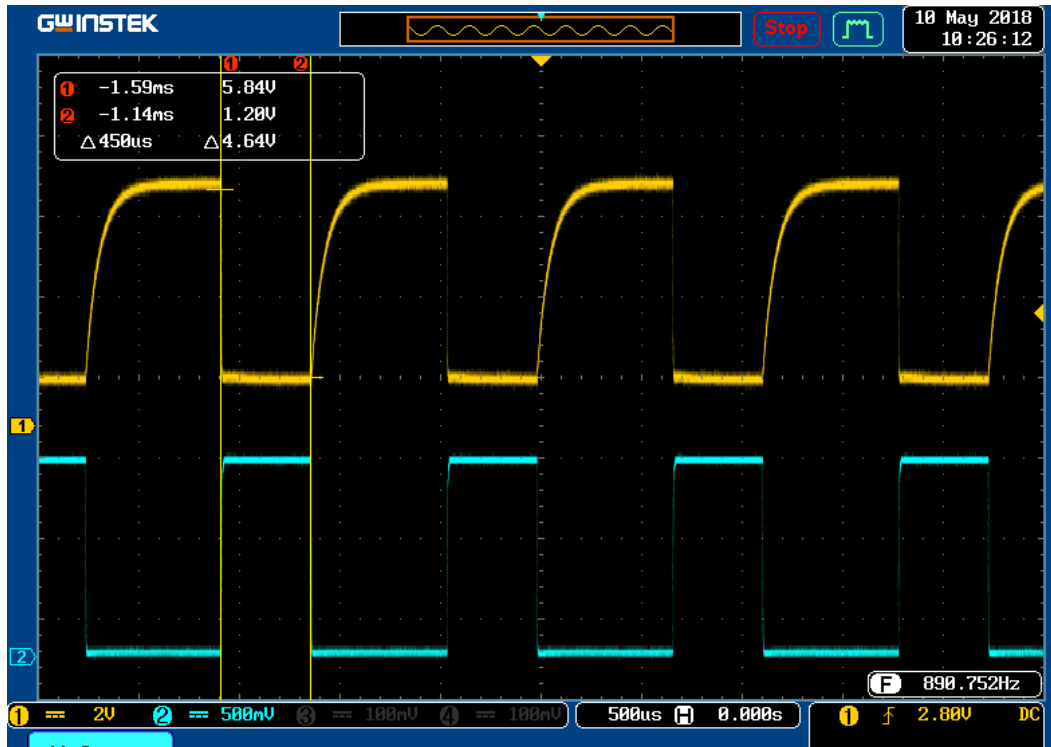 GWINSTEK
Stop
10 May 2018
10:26:12
1 2
1 -1.59ms 5.84V
2 -1.14ms 1.20V
△450us △4.64V
1
2
F 890.752Hz
1 2V 2 500mV 3 100mV 4 100mV 500us H 0.000s 1 2.80V DC